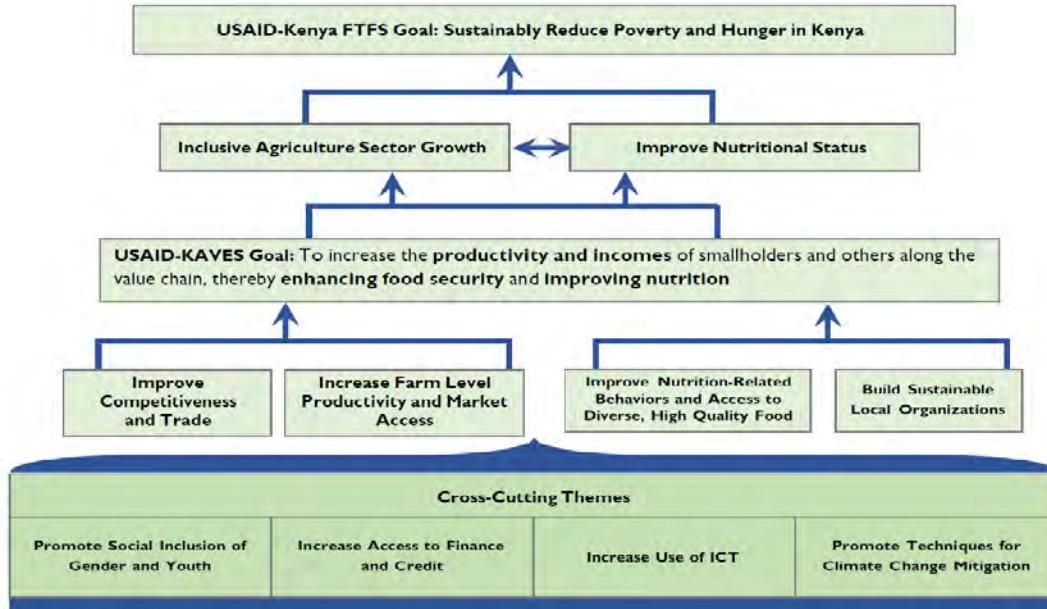 USAID-Kenya FTFS Goal: Sustainably Reduce Poverty and Hunger in Kenya
Inclusive Agriculture Sector Growth
Improve Nutritional Status
USAID-KAVES Goal: To increase the productivity and incomes of smallholders and others along the
value chain, thereby enhancing food security and improving nutrition
Improve
Competitiveness
and Trade
Increase Farm Level
Productivity and Market
Access
Improve Nutrition-Related
Behaviors and Access to
Diverse, High Quality Food
Build Sustainable
Local Organizations
Cross-Cutting Themes
Promote Social Inclusion of
Gender and Youth
Increase Access to Finance
and Credit
Increase Use of ICT
Promote Techniques for
Climate Change Mitigation